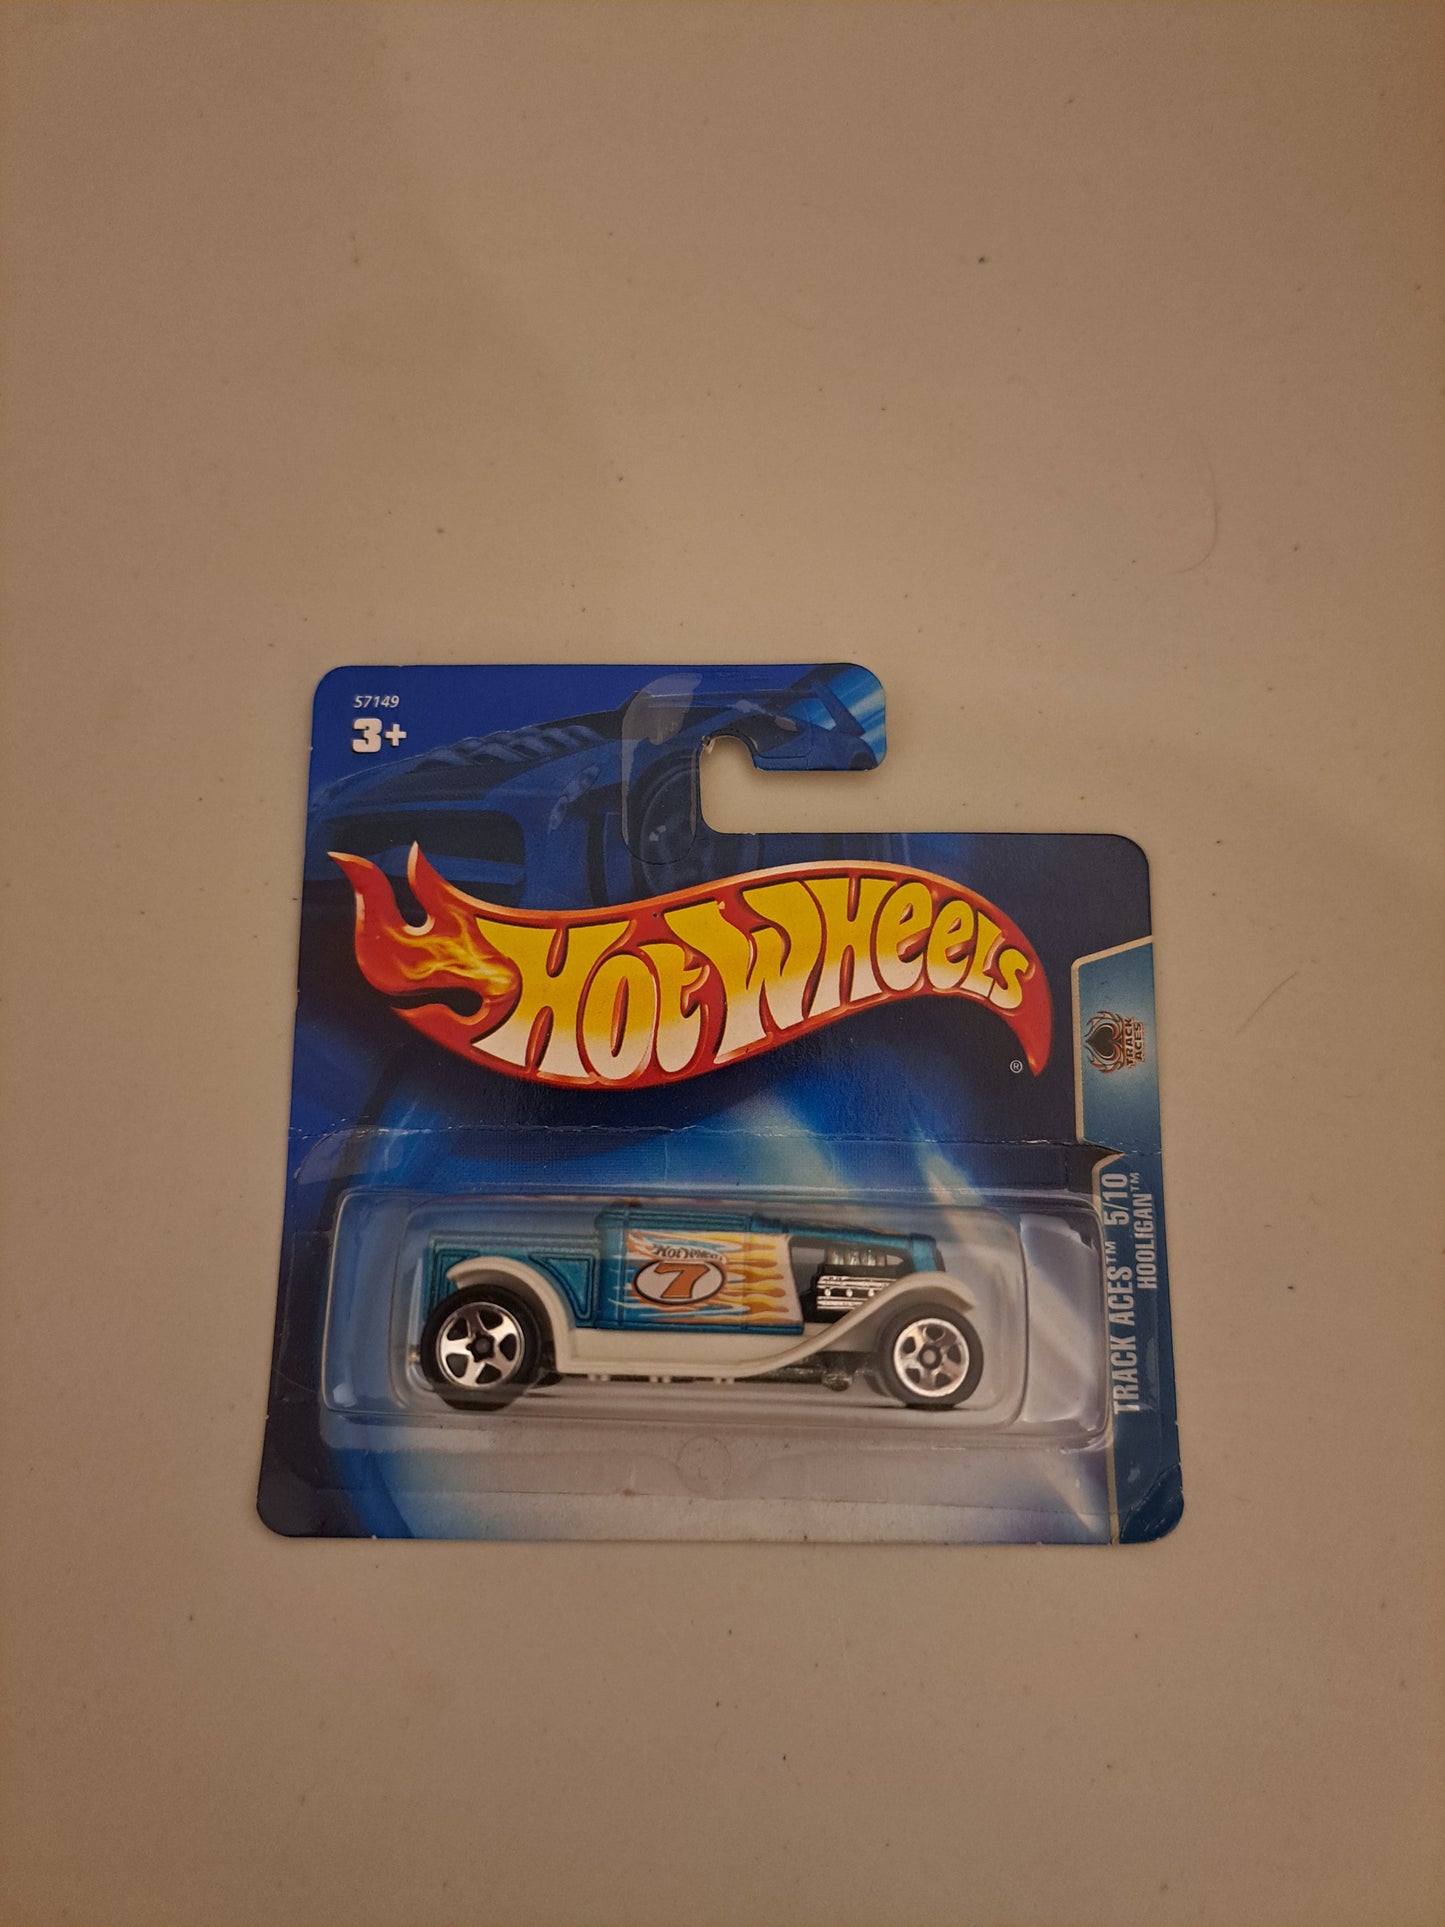 57149
3+
Hot Wheels
®
TRACK
ACES
TRACK ACES™ 5/10
HOOLIGAN™
Hot Wheels
7